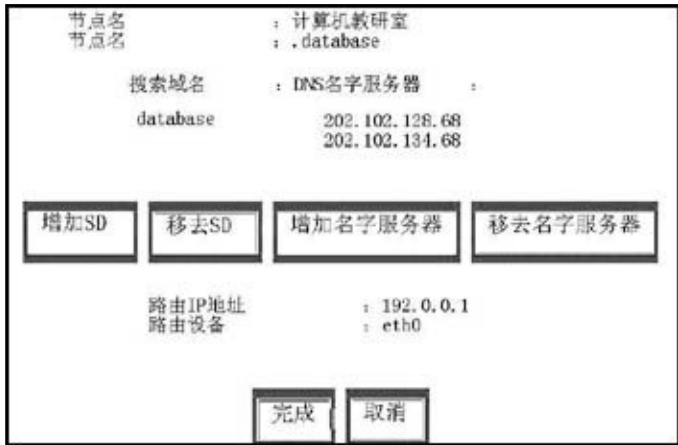 节点名 : 计算机教研室
节点名 : .database
搜索域名 : DNS名字服务器 :
database 202.102.128.68
202.102.134.68
增加SD 移去SD 增加名字服务器 移去名字服务器
路由IP地址 : 192.0.0.1
路由设备 : eth0
完成 取消